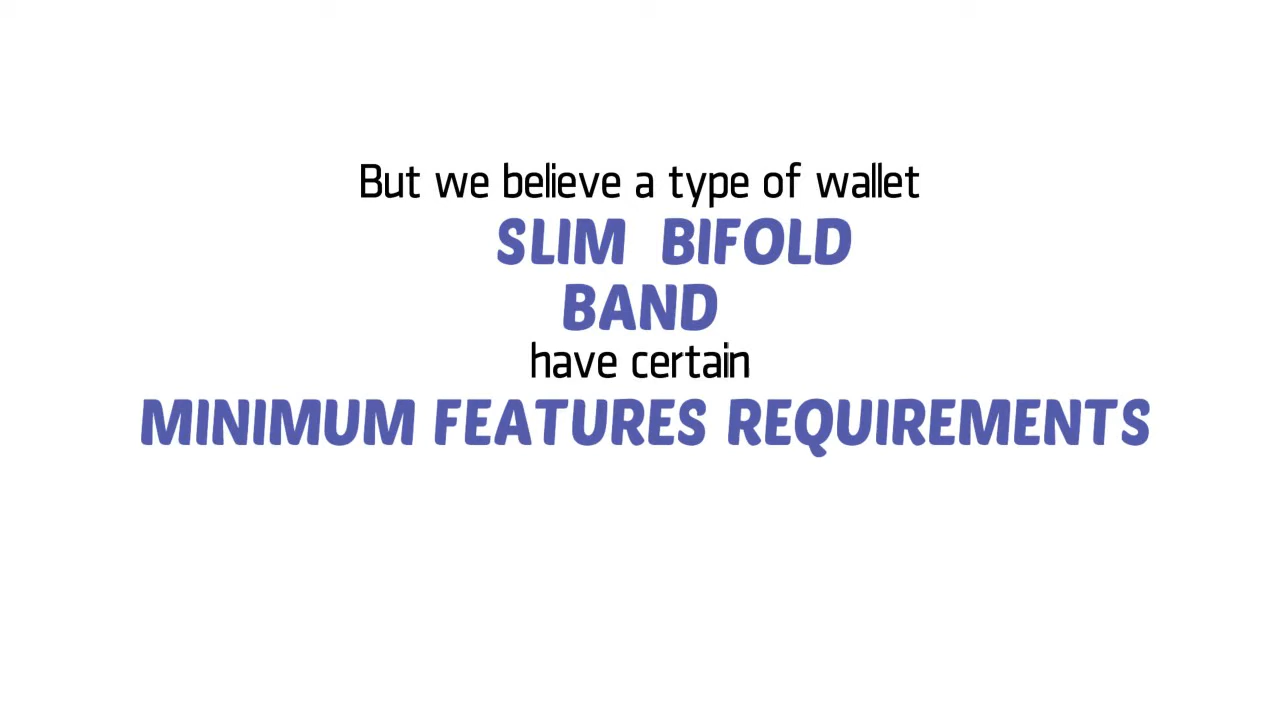 But we believe a type of wallet
SLIM BIFOLD
BAND
have certain
MINIMUM FEATURES REQUIREMENTS